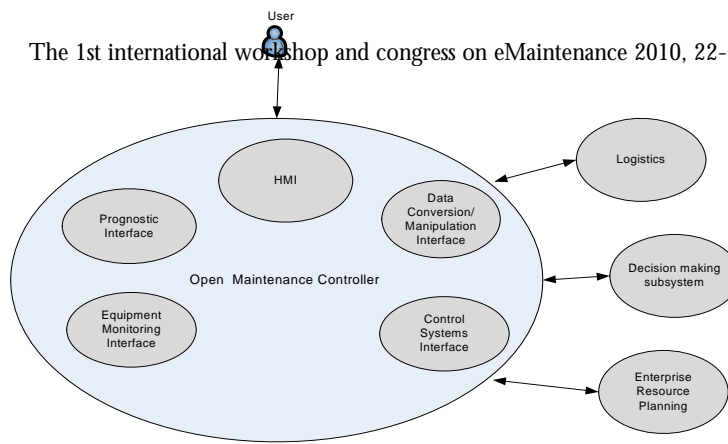 User
The 1st international workshop and congress on eMaintenance 2010, 22-
HMI
Logistics
Prognostic
Interface
Data
Conversion/
Manipulation
Interface
Open Maintenance Controller
Decision making
subsystem
Equipment
Monitoring
Interface
Control
Systems
Interface
Enterprise
Resource
Planning